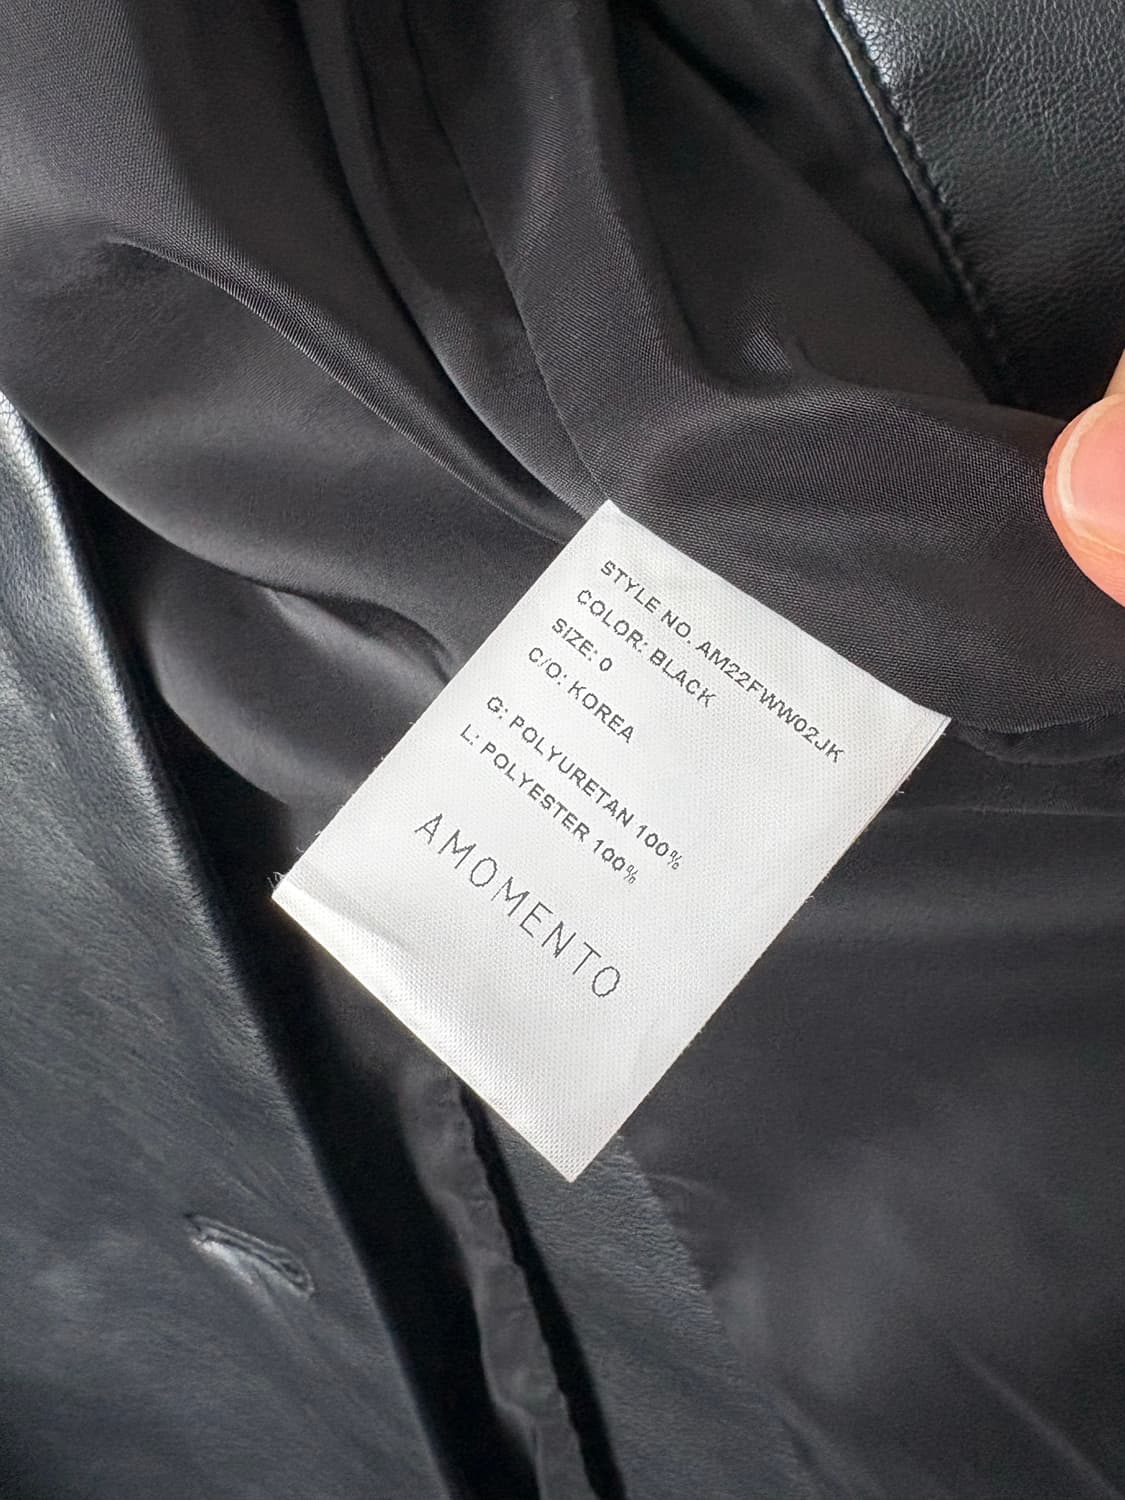 STYLE NO. AM22FWW02JK
COLOR: BLACK
SIZE: 0
C/O: KOREA
G: POLYURETAN 100%
L: POLYESTER 100%
AMOMENTO